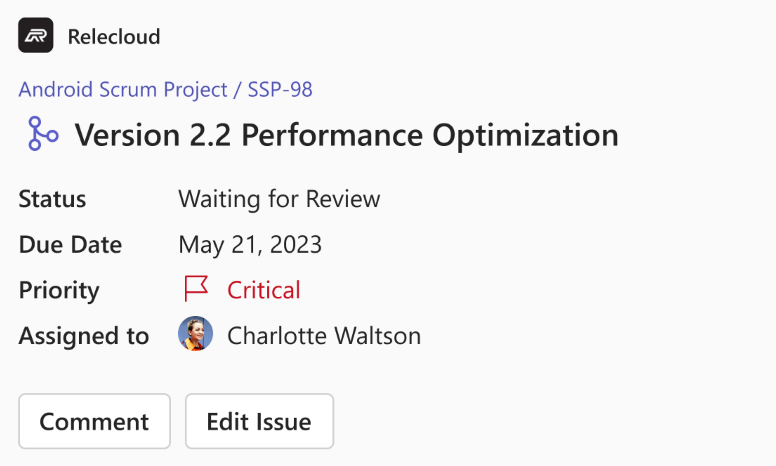 Relecloud
Android Scrum Project / SSP-98
Version 2.2 Performance Optimization
Status Waiting for Review
Due Date May 21, 2023
Priority Critical
Assigned to Charlotte Waltson
Comment Edit Issue